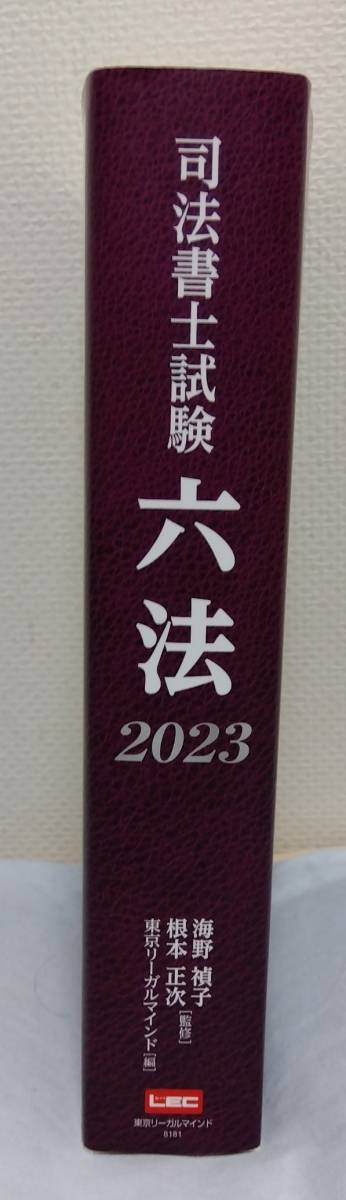 司法書士試験
六法
2023
海野 禎子
根本 正次
[監修]
東京リーガルマインド[編]
LEC
東京リーガルマインド
8181